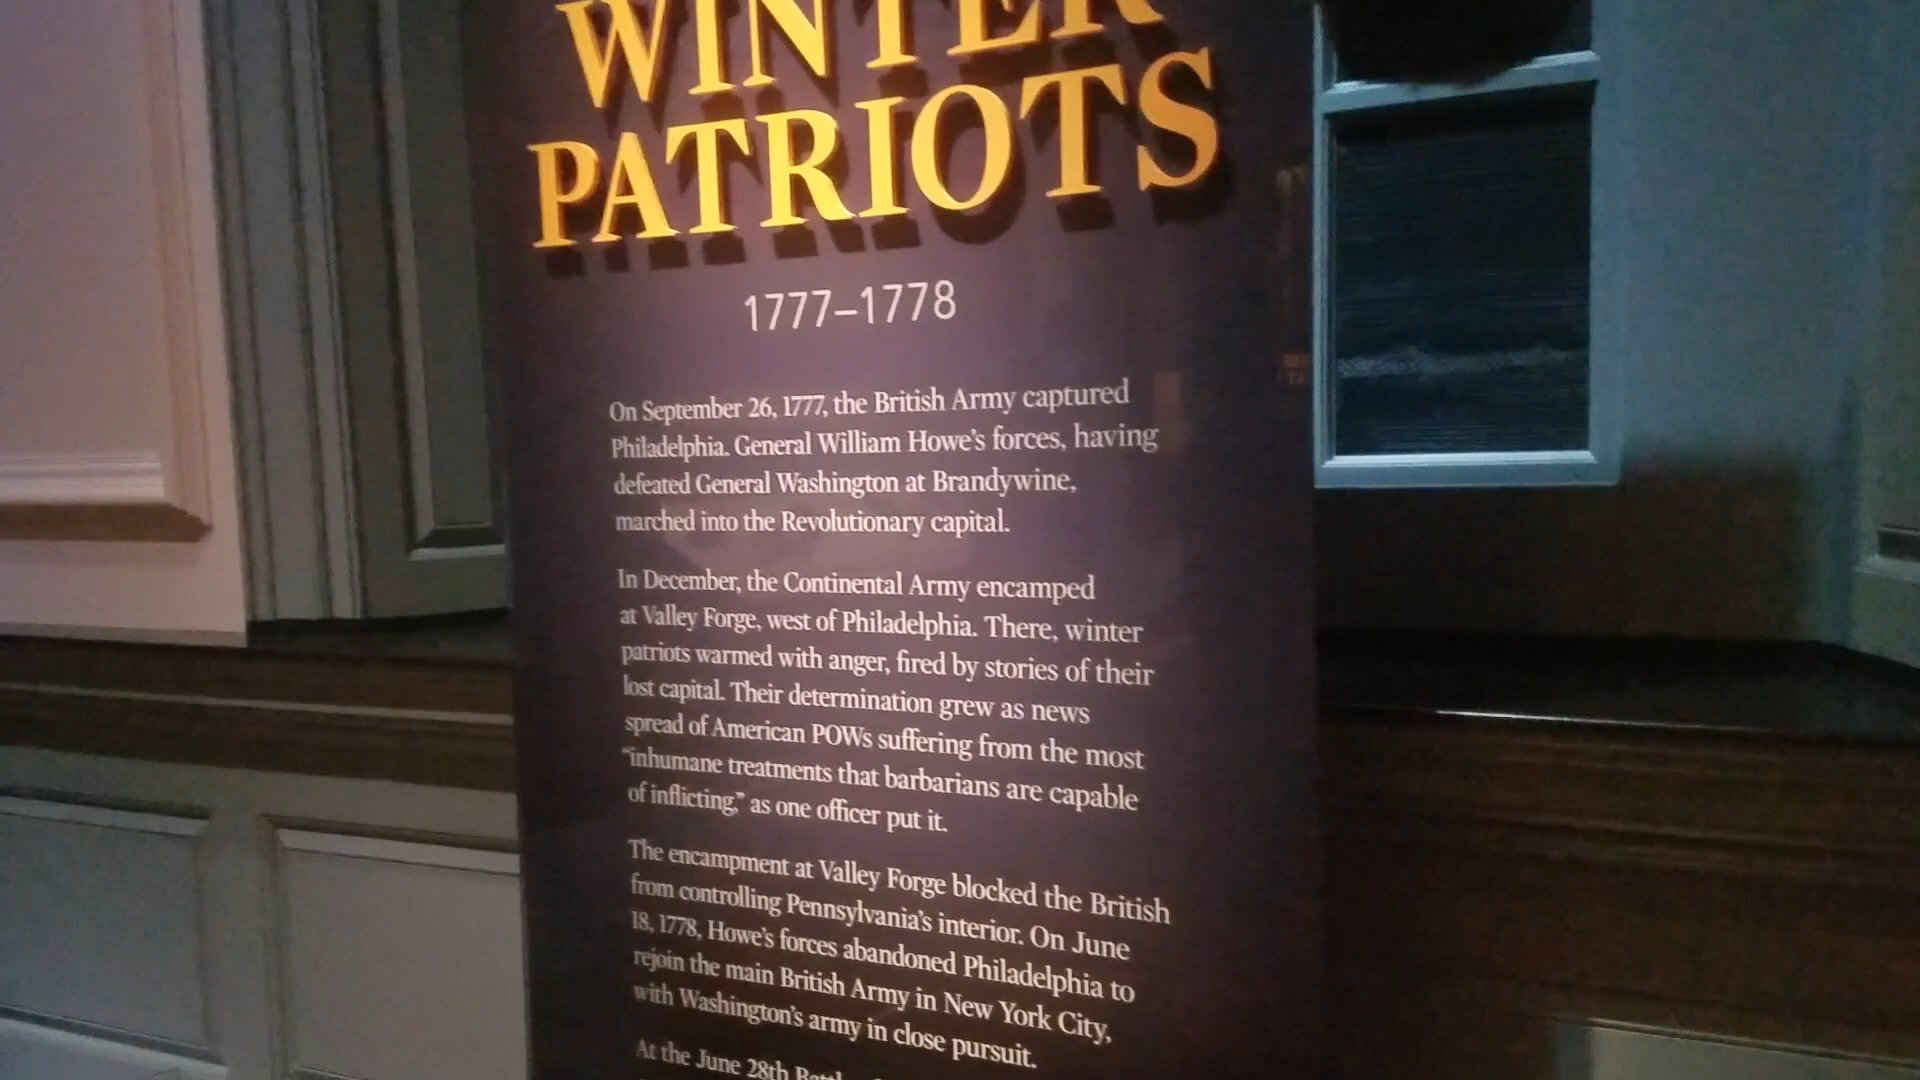 WINTER
PATRIOTS
1777–1778
On September 26, 1777, the British Army captured
Philadelphia. General William Howe's forces, having
defeated General Washington at Brandywine,
marched into the Revolutionary capital.
In December, the Continental Army encamped
at Valley Forge, west of Philadelphia. There, winter
patriots warmed with anger, fired by stories of their
lost capital. Their determination grew as news
spread of American POWs suffering from the most
“inhumane treatments that barbarians are capable
of inflicting,” as one officer put it.
The encampment at Valley Forge blocked the British
from controlling Pennsylvania's interior. On June
18, 1778, Howe's forces abandoned Philadelphia to
rejoin the main British Army in New York City,
with Washington's army in close pursuit.
At the June 28th